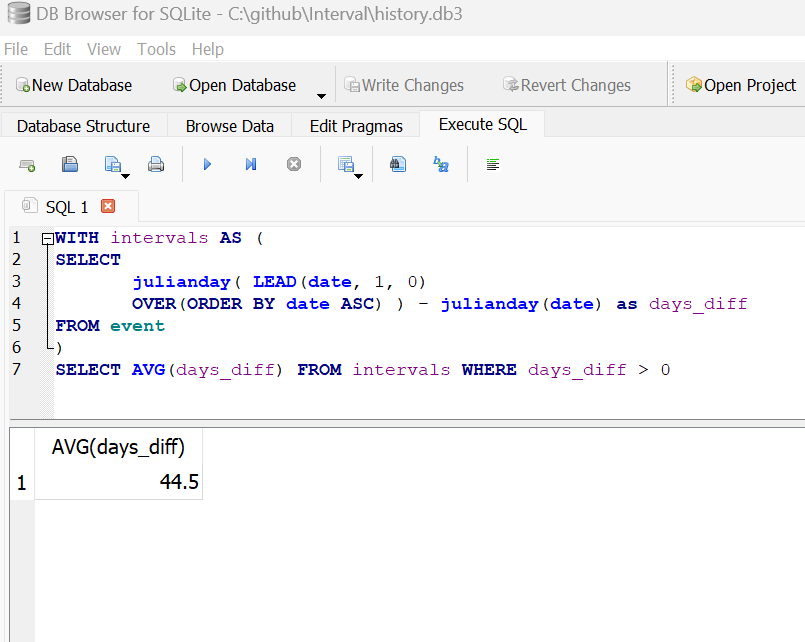 DB Browser for SQLite - C:\github\Interval\history.db3
File Edit View Tools Help
New Database Open Database Write Changes Revert Changes Open Project
Database Structure Browse Data Edit Pragmas Execute SQL
SQL 1
1 WITH intervals AS (
2 SELECT
3 julianday( LEAD(date, 1, 0)
4 OVER(ORDER BY date ASC) ) - julianday(date) as days_diff
5 FROM event
6 )
7 SELECT AVG(days_diff) FROM intervals WHERE days_diff > 0
AVG(days_diff)
1 44.5